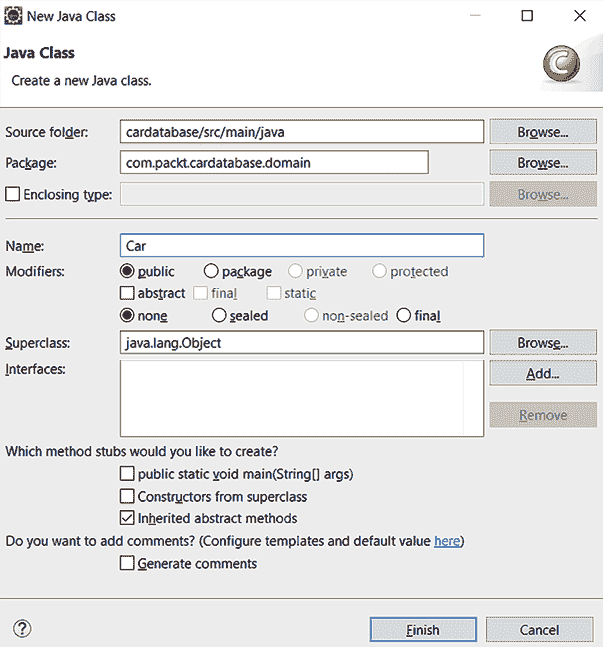 New Java Class
Java Class
Create a new Java class.
Source folder: cardatabase/src/main/java Browse...
Package: com.packt.cardatabase.domain Browse...
Enclosing type: Browse...
Name: Car
Modifiers: public package private protected
abstract final static
none sealed non-sealed final
Superclass: java.lang.Object Browse...
Interfaces: Add...
Remove
Which method stubs would you like to create?
public static void main(String[] args)
Constructors from superclass
Inherited abstract methods
Do you want to add comments? (Configure templates and default value here)
Generate comments
? Finish Cancel